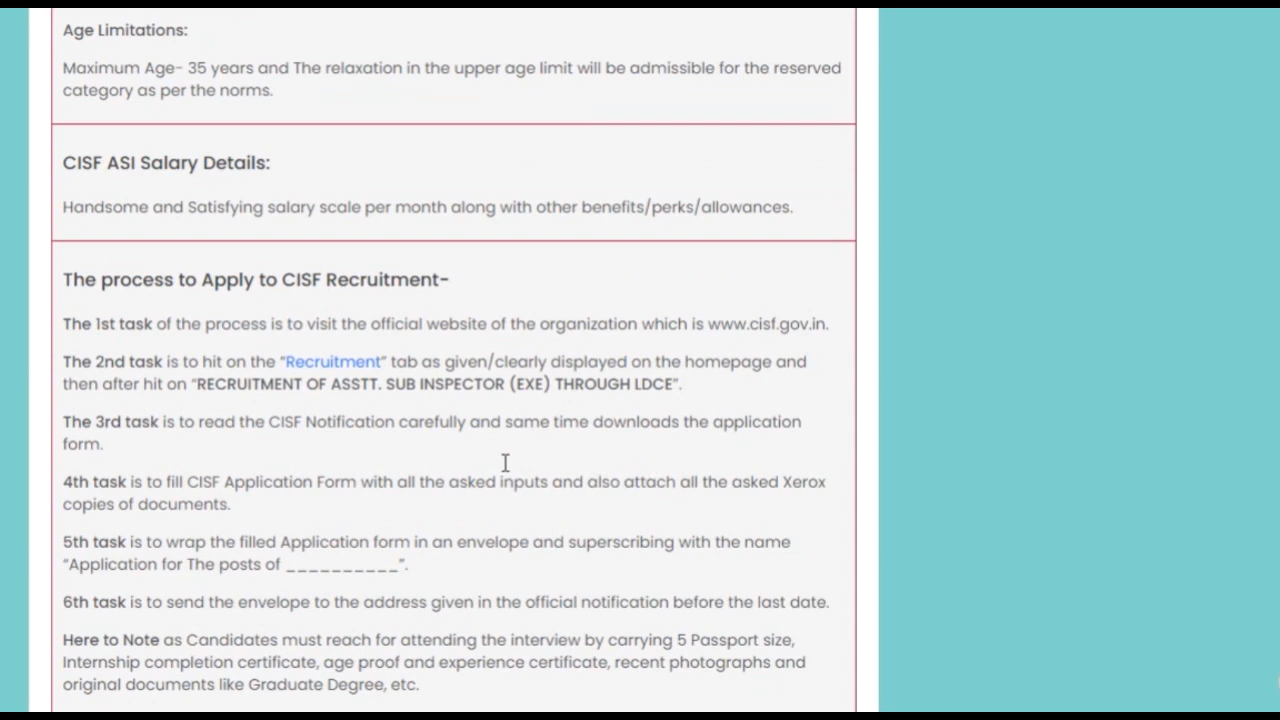 Age Limitations:
Maximum Age- 35 years and The relaxation in the upper age limit will be admissible for the reserved
category as per the norms.
CISF ASI Salary Details:
Handsome and Satisfying salary scale per month along with other benefits/perks/allowances.
The process to Apply to CISF Recruitment-
The 1st task of the process is to visit the official website of the organization which is www.cisf.gov.in.
The 2nd task is to hit on the “Recruitment” tab as given/clearly displayed on the homepage and
then after hit on “RECRUITMENT OF ASSTT. SUB INSPECTOR (EXE) THROUGH LDCE”.
The 3rd task is to read the CISF Notification carefully and same time downloads the application
form.
4th task is to fill CISF Application Form with all the asked inputs and also attach all the asked Xerox
copies of documents.
5th task is to wrap the filled Application form in an envelope and superscribing with the name
“Application for The posts of __________”.
6th task is to send the envelope to the address given in the official notification before the last date.
Here to Note as Candidates must reach for attending the interview by carrying 5 Passport size,
Internship completion certificate, age proof and experience certificate, recent photographs and
original documents like Graduate Degree, etc.